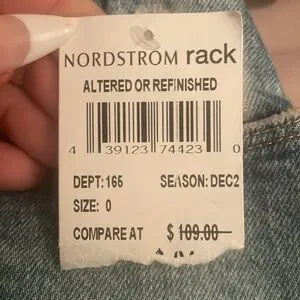 NORDSTROM rack
ALTERED OR REFINISHED
4 39123 74423 0
DEPT: 165 SEASON: DEC2
SIZE: 0
COMPARE AT $ 109.00